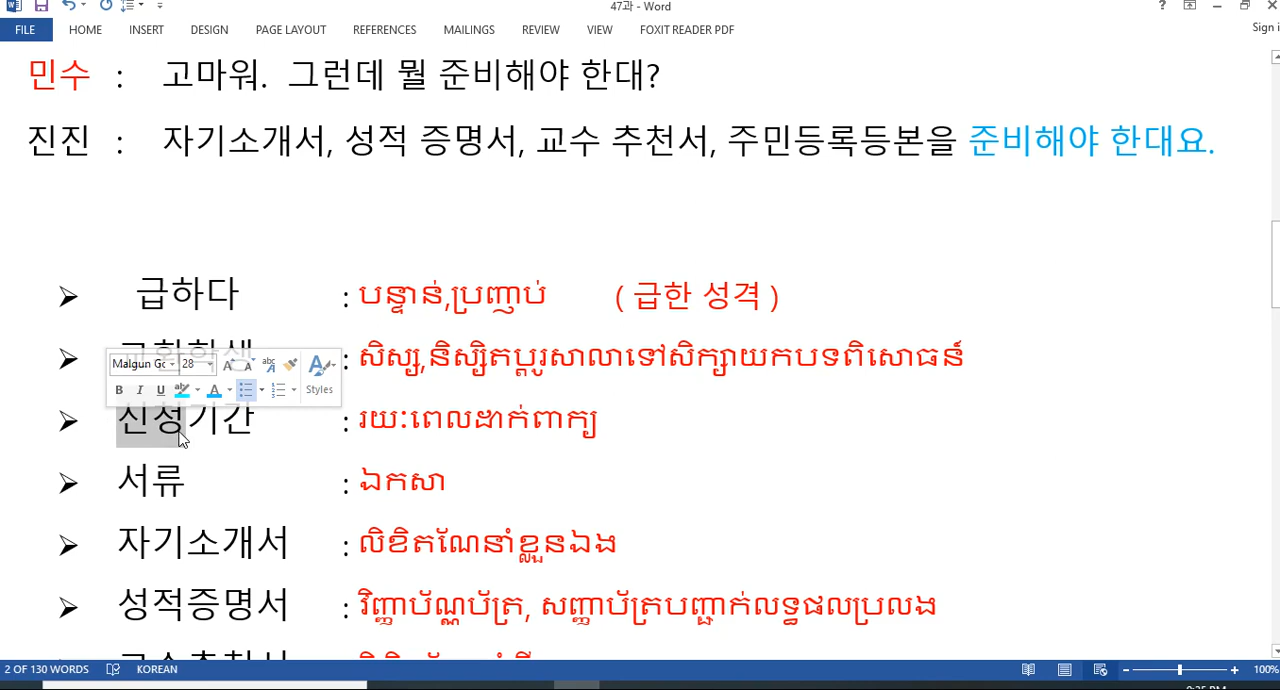 47과 - Word
Sign i
FILE HOME INSERT DESIGN PAGE LAYOUT REFERENCES MAILINGS REVIEW VIEW FOXIT READER PDF
민수 : 고마워. 그런데 뭘 준비해야 한대?
진진 : 자기소개서, 성적 증명서, 교수 추천서, 주민등록등본을 준비해야 한대요.
급하다 : បន្ទាន់,ប្រញាប់ ( 급한 성격 )
: សិស្ស,និស្សិតប្តូរសាលាទៅសិក្សាយកបទពិសោធន៍
Malgun Go 28
B I U Styles
신청기간 : រយៈពេលដាក់ពាក្យ
서류 : ឯកសា
자기소개서 : លិខិតណែនាំខ្លួនឯង
성적증명서 : វិញ្ញាប័ណ្ណប័ត្រ, សញ្ញាប័ត្របញ្ជាក់លទ្ធផលប្រលង
2 OF 130 WORDS KOREAN 100%